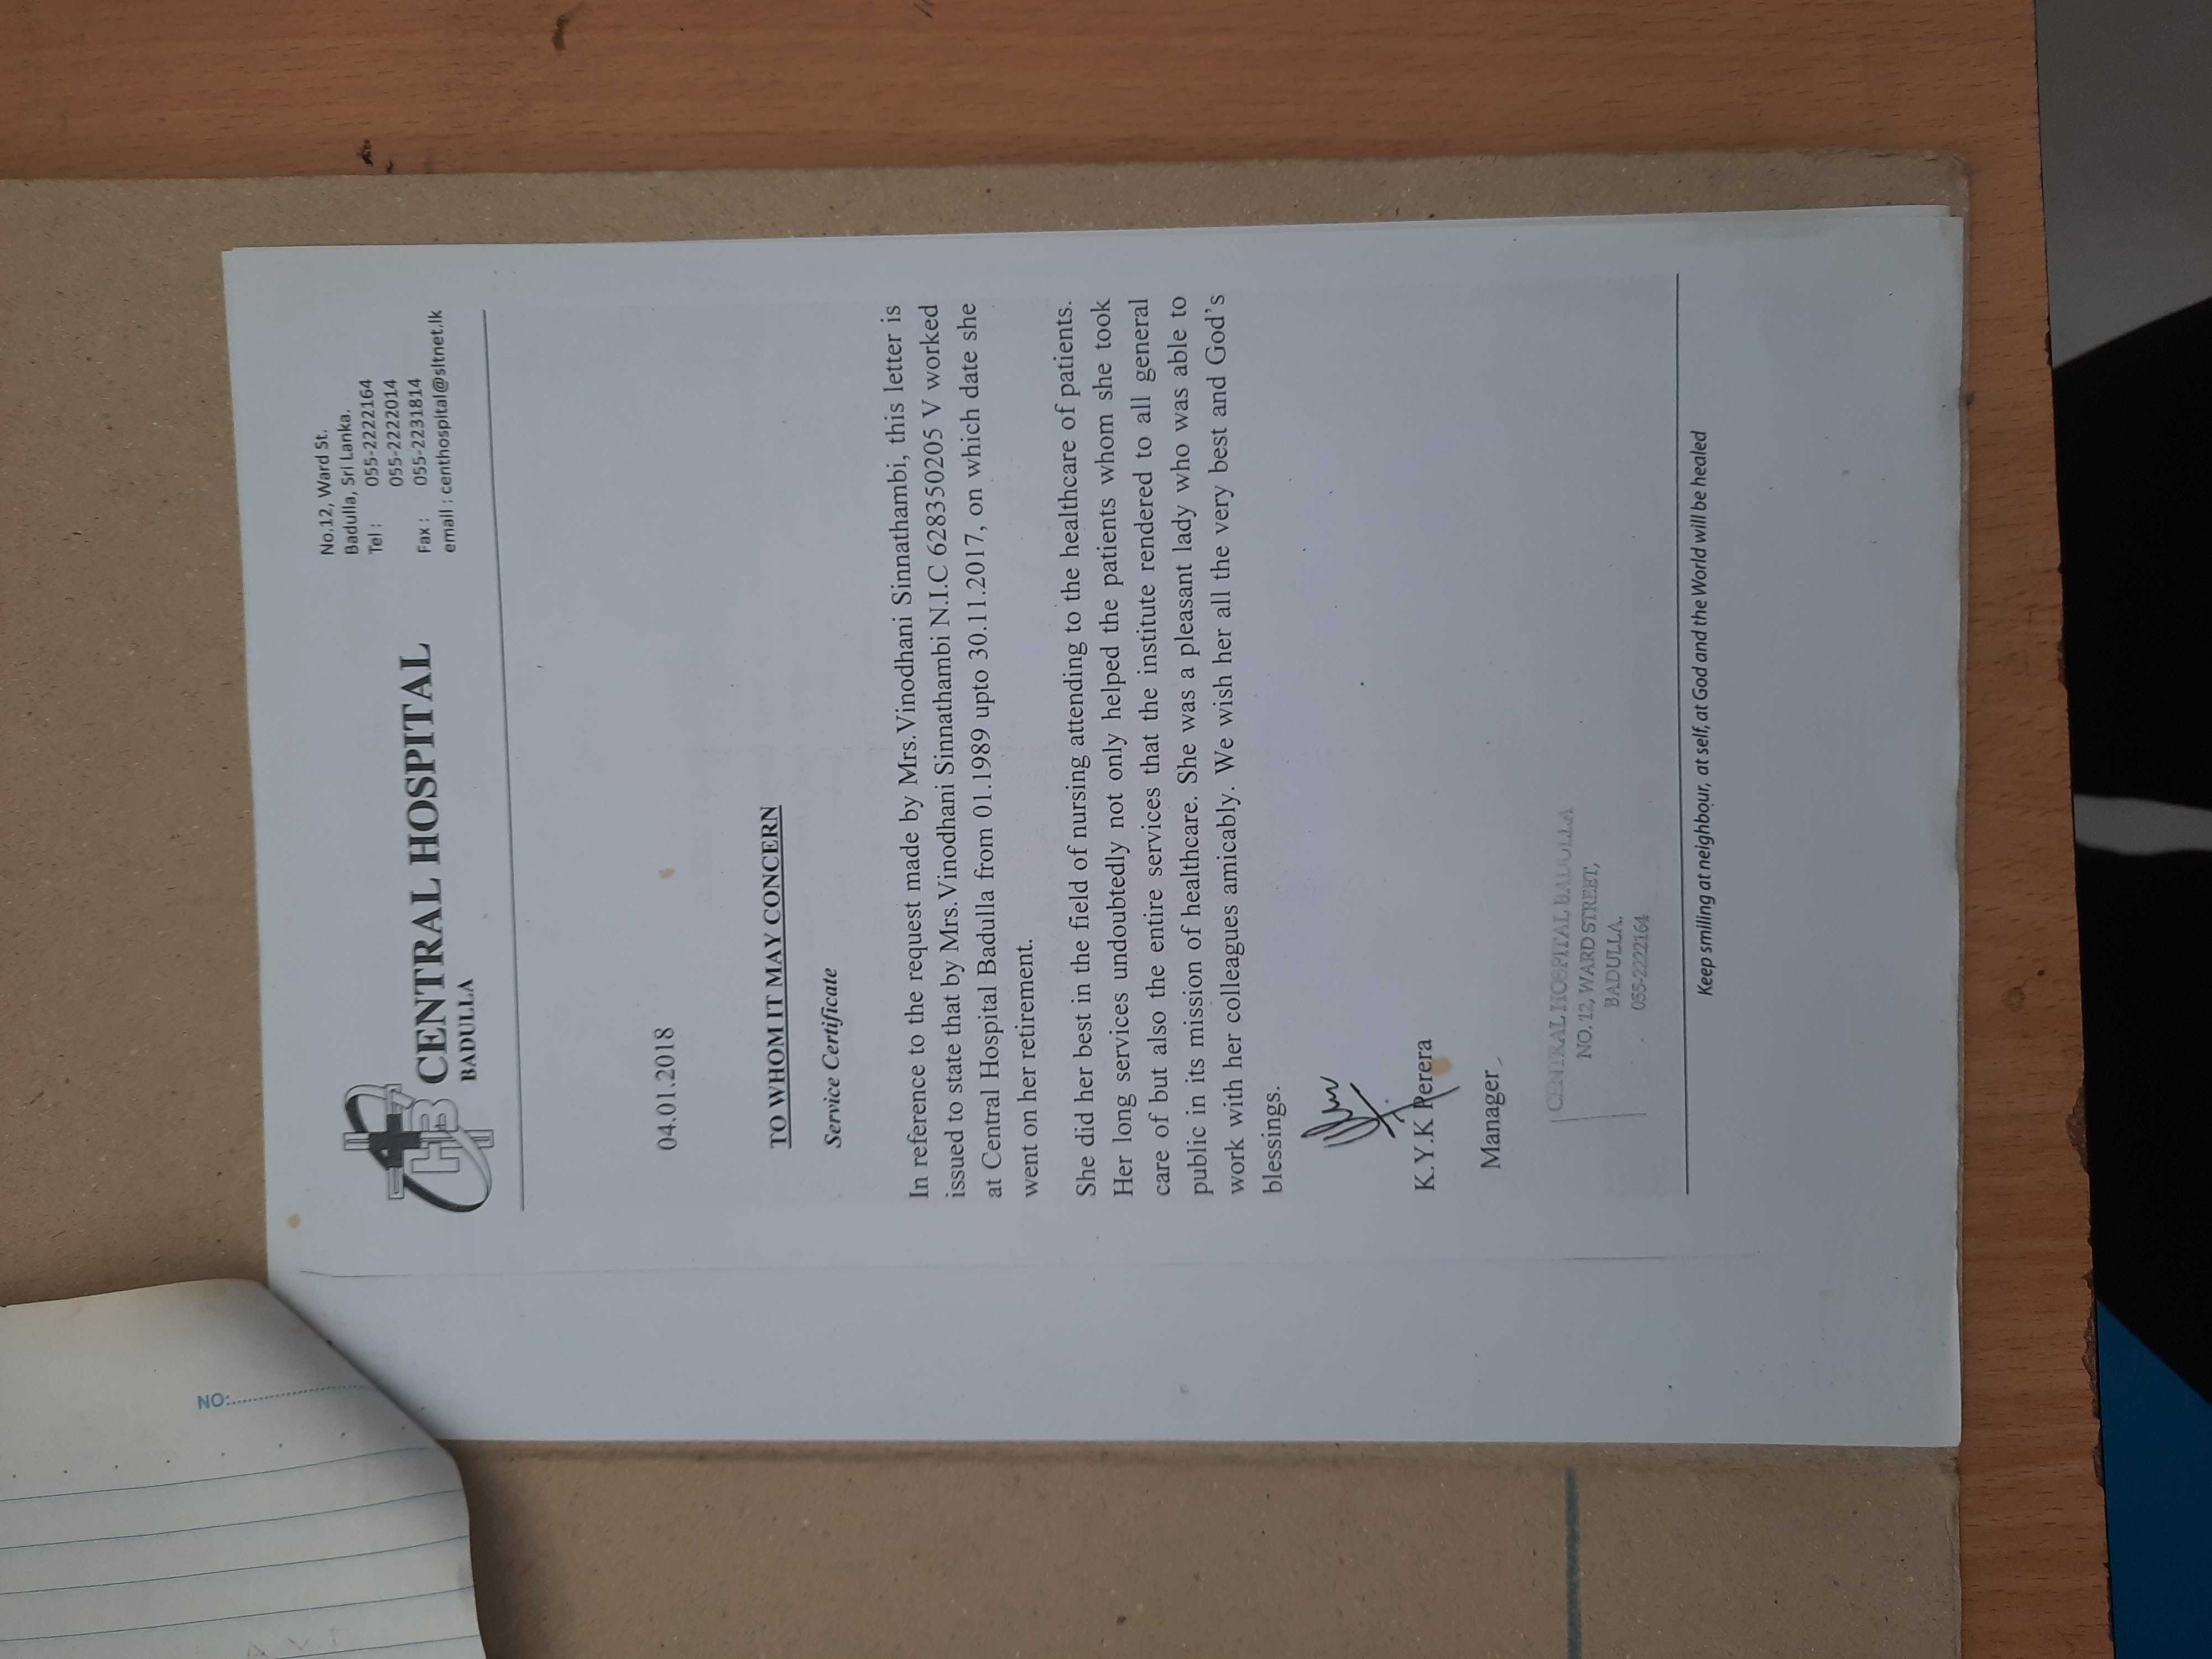 CHB
CENTRAL HOSPITAL
BADULLA
No.12, Ward St.
Badulla, Sri Lanka.
Tel : 055-2222164
055-2222014
Fax : 055-2231814
email : centhospital@sltnet.lk
04.01.2018
TO WHOM IT MAY CONCERN
Service Certificate
In reference to the request made by Mrs.Vinodhani Sinnathambi, this letter is
issued to state that by Mrs.Vinodhani Sinnathambi N.I.C 628350205 V worked
at Central Hospital Badulla from 01.1989 upto 30.11.2017, on which date she
went on her retirement.
She did her best in the field of nursing attending to the healthcare of patients.
Her long services undoubtedly not only helped the patients whom she took
care of but also the entire services that the institute rendered to all general
public in its mission of healthcare. She was a pleasant lady who was able to
work with her colleagues amicably. We wish her all the very best and God's
blessings.
K.Y.K Perera
Manager
CENTRAL HOSPITAL BADULLA
NO. 12, WARD STREET,
BADULLA.
055-2222164
Keep smiling at neighbour, at self, at God and the World will be healed
NO: